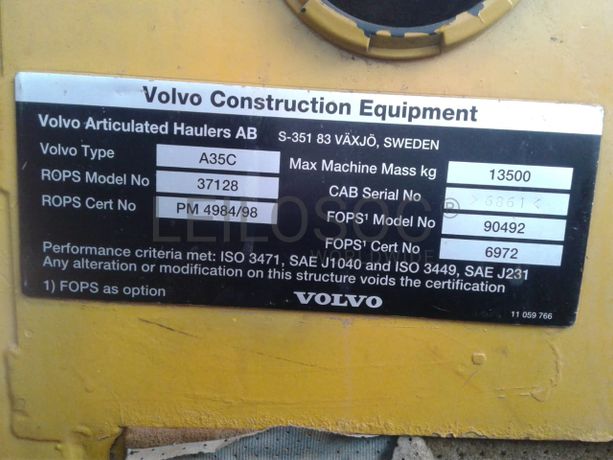 Volvo Construction Equipment
Volvo Articulated Haulers AB S-351 83 VÄXJÖ, SWEDEN
Volvo Type A35C Max Machine Mass kg 13500
ROPS Model No 37128 CAB Serial No >6861<
ROPS Cert No PM 4984/98 FOPS¹ Model No 90492
FOPS¹ Cert No 6972
LEILOSOC®
WORLDWIDE
Performance criteria met: ISO 3471, SAE J1040 and ISO 3449, SAE J231
Any alteration or modification on this structure voids the certification
1) FOPS as option VOLVO 11 059 766